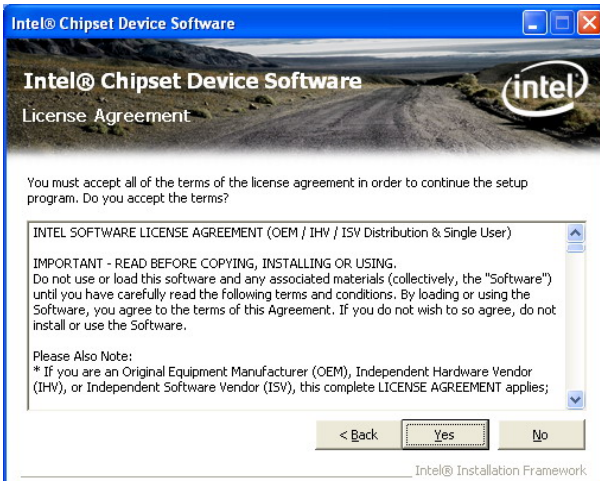 Intel® Chipset Device Software
Intel® Chipset Device Software
intel®
License Agreement
You must accept all of the terms of the license agreement in order to continue the setup
program. Do you accept the terms?
INTEL SOFTWARE LICENSE AGREEMENT (OEM / IHV / ISV Distribution & Single User)
IMPORTANT - READ BEFORE COPYING, INSTALLING OR USING.
Do not use or load this software and any associated materials (collectively, the "Software")
until you have carefully read the following terms and conditions. By loading or using the
Software, you agree to the terms of this Agreement. If you do not wish to so agree, do not
install or use the Software.
Please Also Note:
* If you are an Original Equipment Manufacturer (OEM), Independent Hardware Vendor
(IHV), or Independent Software Vendor (ISV), this complete LICENSE AGREEMENT applies;
< Back Yes No
Intel® Installation Framework